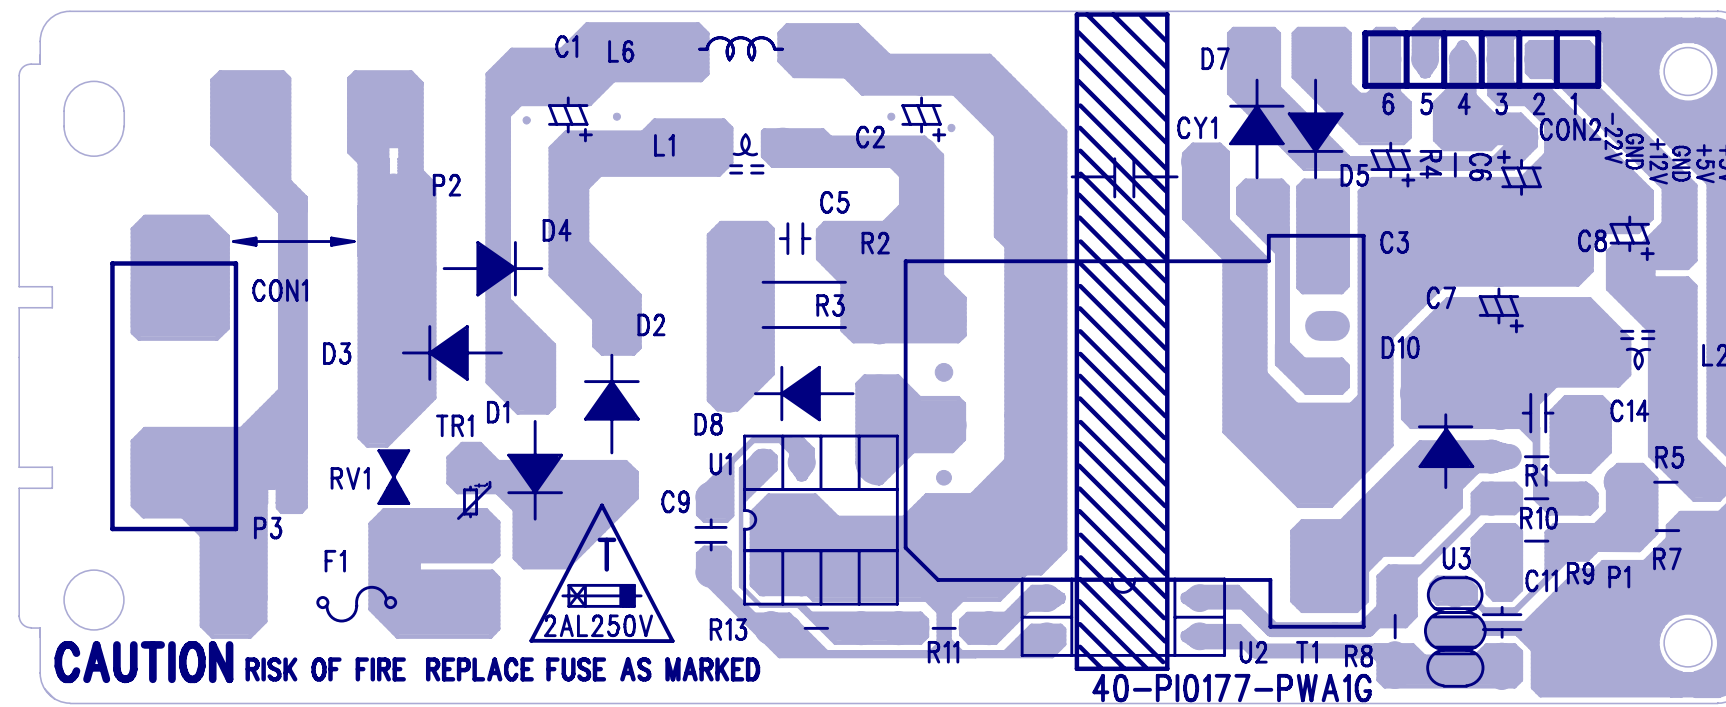 C1
L6
D7
6 5 4 3 2 1
CON2
-22V
GND
+12V
GND
+5V
L1
C2
CY1
D5
R4
C6
P2
C5
D4
R2
C3
C8
CON1
R3
C7
D3
D2
D10
L2
TR1
D1
D8
C14
RV1
U1
R1
R5
C9
P3
R10
F1
T
U3
R7
C11
R9
P1
2AL250V
R13
R11
U2
T1
R8
CAUTION RISK OF FIRE REPLACE FUSE AS MARKED
40-PI0177-PWA1G